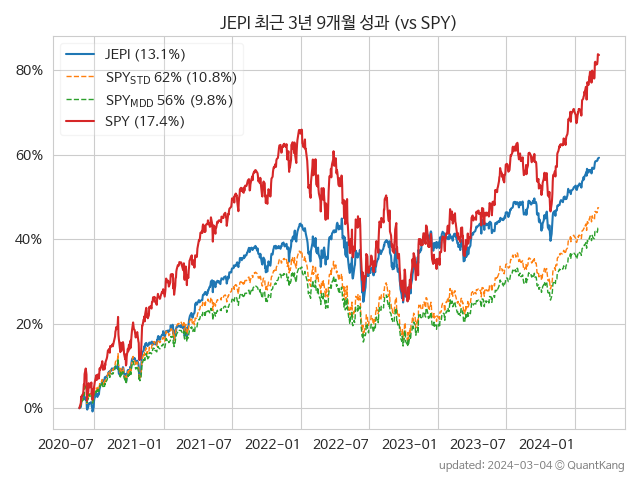 JEPI 최근 3년 9개월 성과 (vs SPY)
JEPI (13.1%)
SPY_STD 62% (10.8%)
SPY_MDD 56% (9.8%)
SPY (17.4%)
80%
60%
40%
20%
0%
2020-07 2021-01 2021-07 2022-01 2022-07 2023-01 2023-07 2024-01
updated: 2024-03-04 © QuantKang